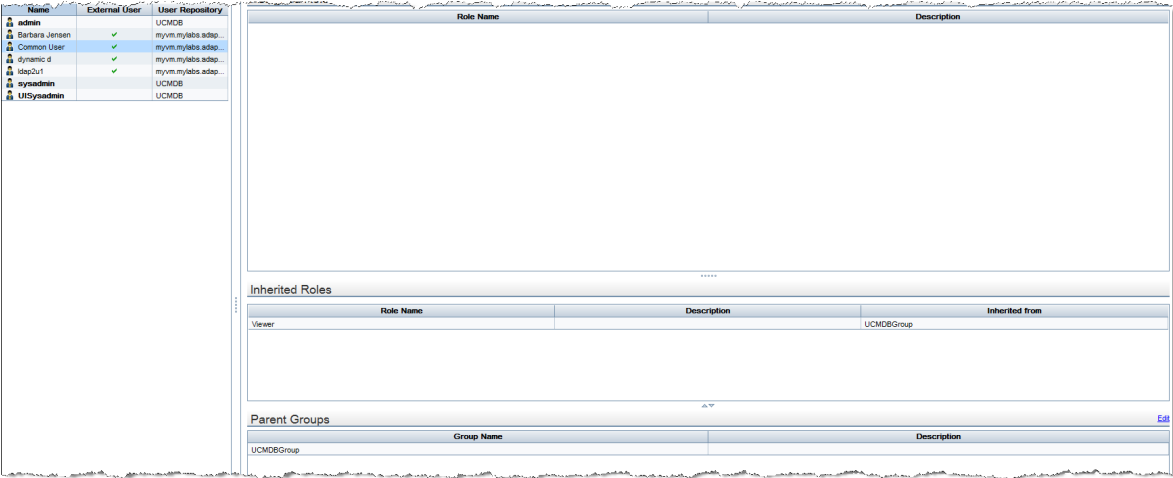 Name External User User Repository
admin UCMDB
Barbara Jensen myvm.mylabs.adap...
Common User myvm.mylabs.adap...
dynamic d myvm.mylabs.adap...
ldap2u1 myvm.mylabs.adap...
sysadmin UCMDB
UISysadmin UCMDB
Role Name Description
Inherited Roles
Role Name Description Inherited from
Viewer UCMDBGroup
Parent Groups Edit
Group Name Description
UCMDBGroup